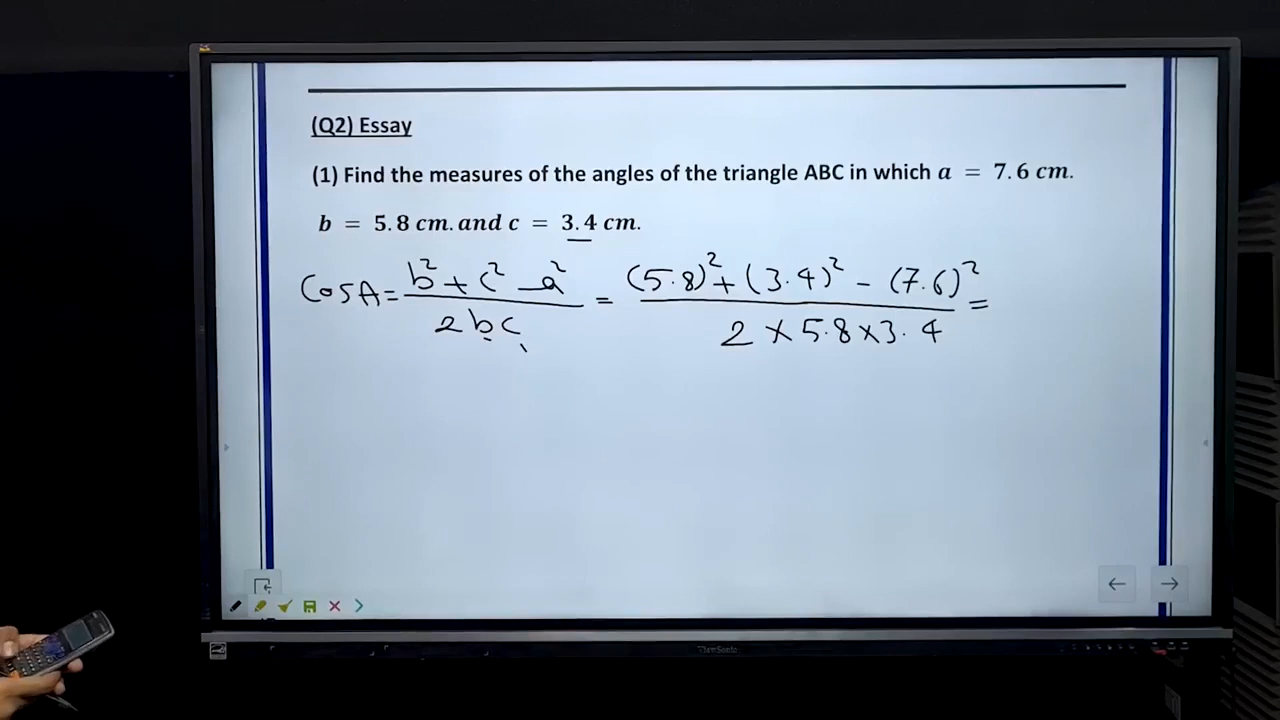 (Q2) Essay
(1) Find the measures of the angles of the triangle ABC in which a = 7.6 cm.
b = 5.8 cm. and c = 3.4 cm.
CosA = (b² + c² - a²) / 2bc = ((5.8)² + (3.4)² - (7.6)²) / 2 × 5.8 × 3.4 =
ViewSonic